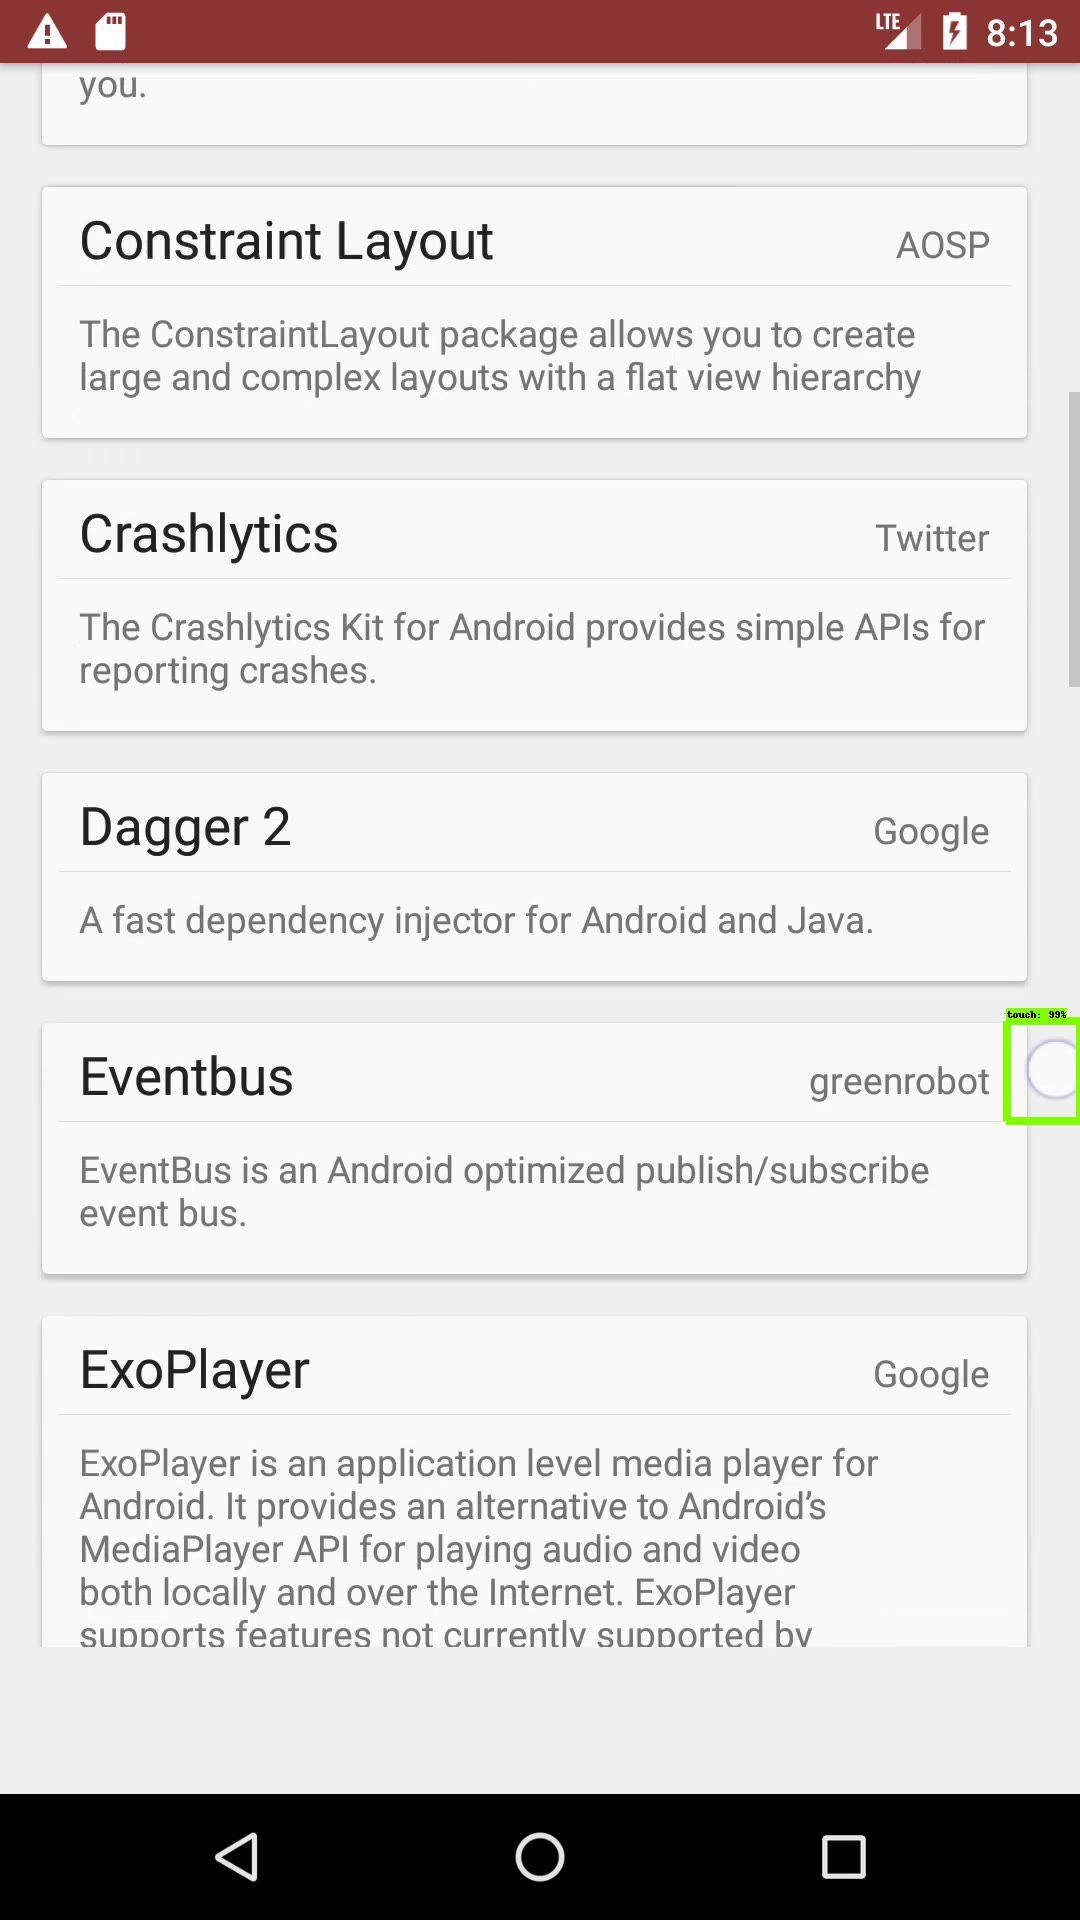 LTE 8:13
you.
Constraint Layout AOSP
The ConstraintLayout package allows you to create
large and complex layouts with a flat view hierarchy
Crashlytics Twitter
The Crashlytics Kit for Android provides simple APIs for
reporting crashes.
Dagger 2 Google
A fast dependency injector for Android and Java.
touch: 99%
Eventbus greenrobot
EventBus is an Android optimized publish/subscribe
event bus.
ExoPlayer Google
ExoPlayer is an application level media player for
Android. It provides an alternative to Android’s
MediaPlayer API for playing audio and video
both locally and over the Internet. ExoPlayer
supports features not currently supported by